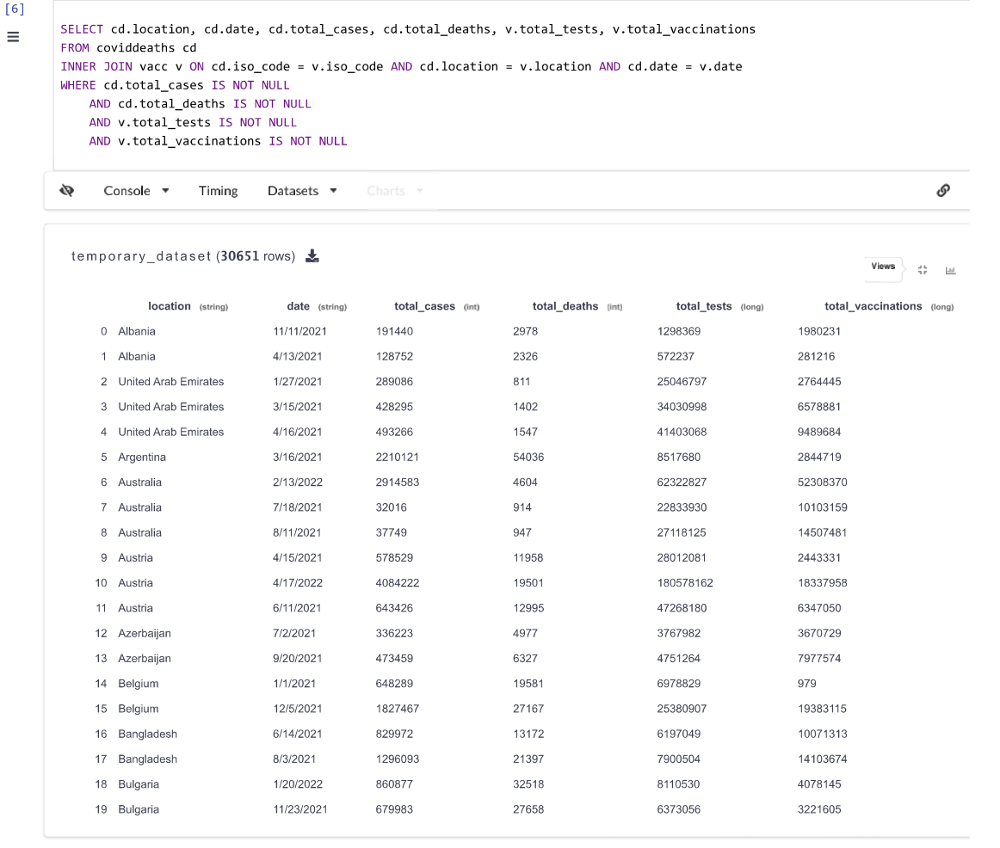 [6]
SELECT cd.location, cd.date, cd.total_cases, cd.total_deaths, v.total_tests, v.total_vaccinations
FROM coviddeaths cd
INNER JOIN vacc v ON cd.iso_code = v.iso_code AND cd.location = v.location AND cd.date = v.date
WHERE cd.total_cases IS NOT NULL
AND cd.total_deaths IS NOT NULL
AND v.total_tests IS NOT NULL
AND v.total_vaccinations IS NOT NULL
Console Timing Datasets Charts
temporary_dataset (30651 rows)
Views
location (string) date (string) total_cases (int) total_deaths (int) total_tests (long) total_vaccinations (long)
0 Albania 11/11/2021 191440 2978 1298369 1980231
1 Albania 4/13/2021 128752 2326 572237 281216
2 United Arab Emirates 1/27/2021 289086 811 25046797 2764445
3 United Arab Emirates 3/15/2021 428295 1402 34030998 6578881
4 United Arab Emirates 4/16/2021 493266 1547 41403068 9489684
5 Argentina 3/16/2021 2210121 54036 8517680 2844719
6 Australia 2/13/2022 2914583 4604 62322827 52308370
7 Australia 7/18/2021 32016 914 22833930 10103159
8 Australia 8/11/2021 37749 947 27118125 14507481
9 Austria 4/15/2021 578529 11958 28012081 2443331
10 Austria 4/17/2022 4084222 19501 180578162 18337958
11 Austria 6/11/2021 643426 12995 47268180 6347050
12 Azerbaijan 7/2/2021 336223 4977 3767982 3670729
13 Azerbaijan 9/20/2021 473459 6327 4751264 7977574
14 Belgium 1/1/2021 648289 19581 6978829 979
15 Belgium 12/5/2021 1827467 27167 25380907 19383115
16 Bangladesh 6/14/2021 829972 13172 6197049 10071313
17 Bangladesh 8/3/2021 1296093 21397 7900504 14103674
18 Bulgaria 1/20/2022 860877 32518 8110530 4078145
19 Bulgaria 11/23/2021 679983 27658 6373056 3221605